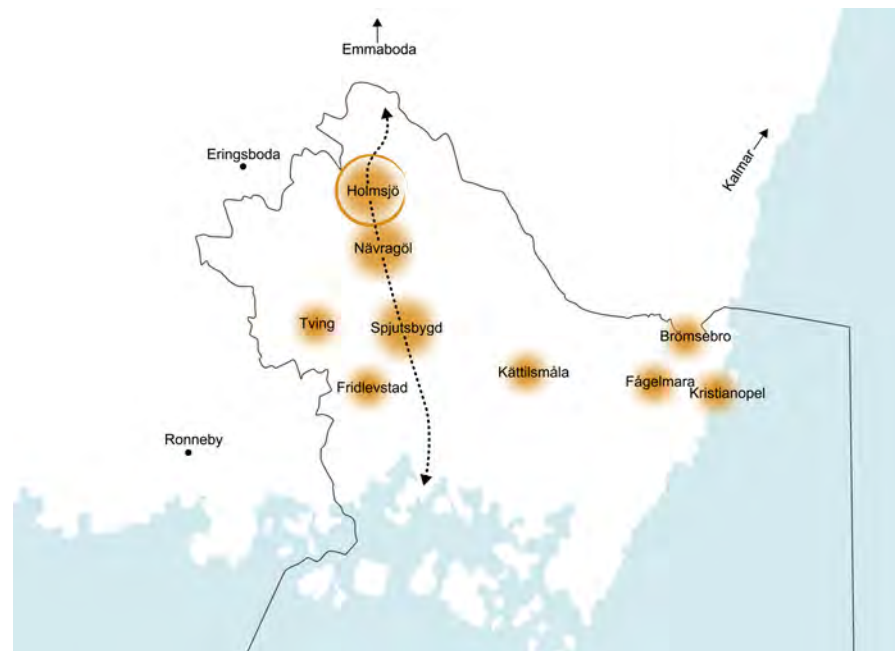 Emmaboda
Eringsboda
Kalmar
Holmsjö
Nävragöl
Tving
Spjutsbygd
Brömsebro
Kättilsmåla
Fågelmara
Fridlevstad
Kristianopel
Ronneby